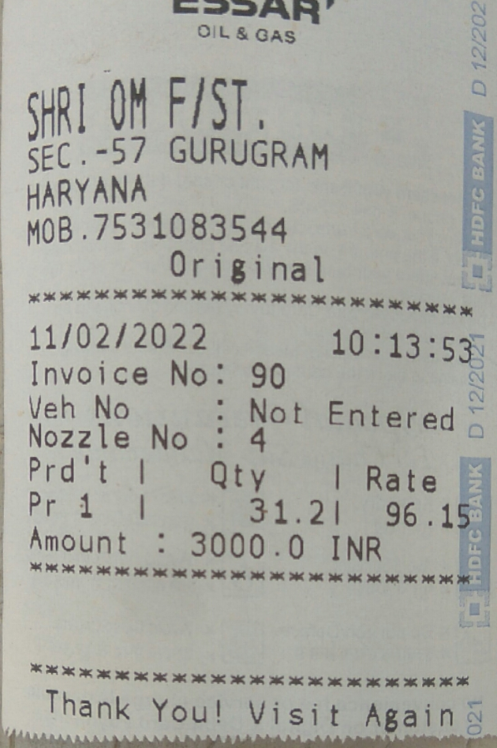 ESSAR
OIL & GAS
SHRI OM F/ST.
SEC.-57 GURUGRAM
HARYANA
MOB.7531083544
Original
*******************************
11/02/2022 10:13:53
Invoice No: 90
Veh No : Not Entered
Nozzle No : 4
Prd't | Qty | Rate
Pr 1 | 31.2| 96.15
Amount : 3000.0 INR
*******************************
*******************************
Thank You! Visit Again
D 12/202
HDFC BANK
D 12/2021
HDFC BANK
021